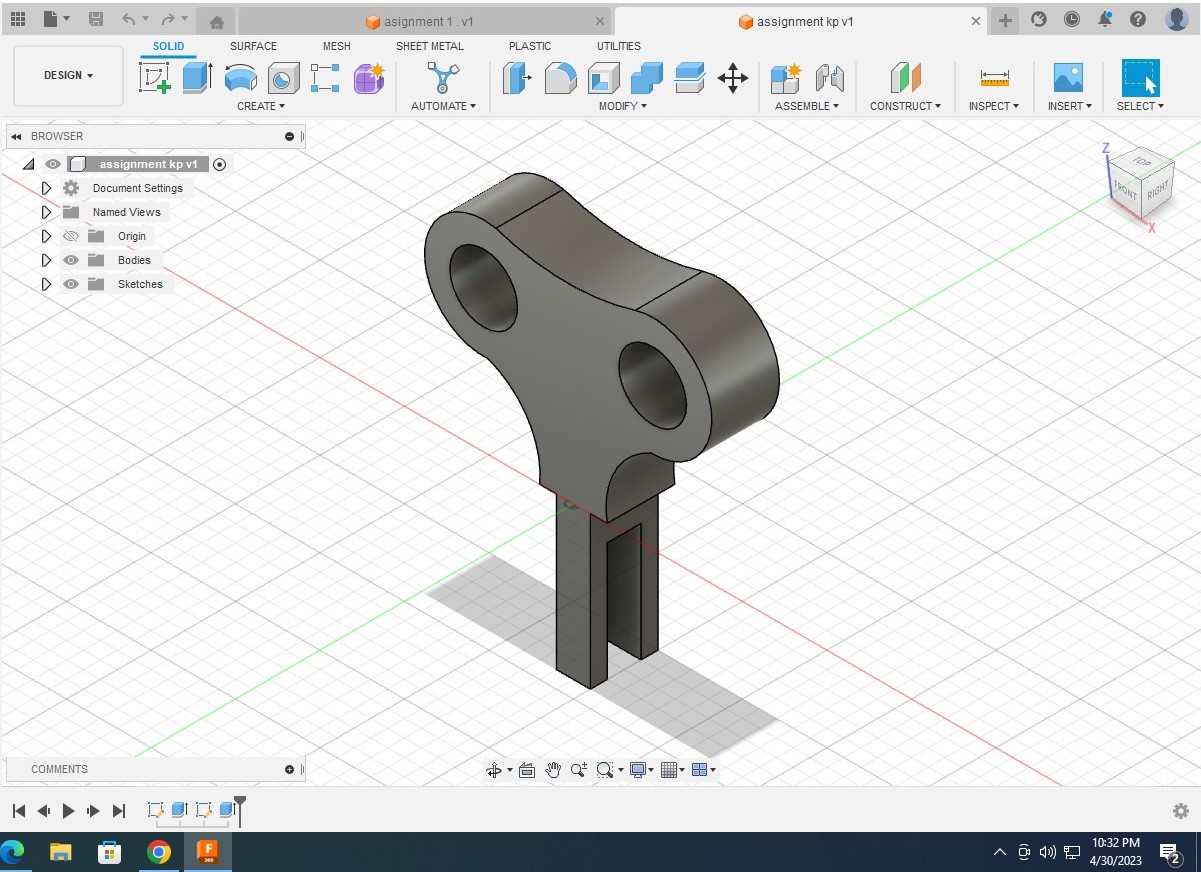 asignment 1 . v1
assignment kp v1
SOLID SURFACE MESH SHEET METAL PLASTIC UTILITIES
DESIGN
CREATE AUTOMATE MODIFY ASSEMBLE CONSTRUCT INSPECT INSERT SELECT
BROWSER
assignment kp v1
Document Settings
Named Views
Origin
Bodies
Sketches
Z
TOP
FRONT
RIGHT
X
COMMENTS
F
360
10:32 PM
4/30/2023
2